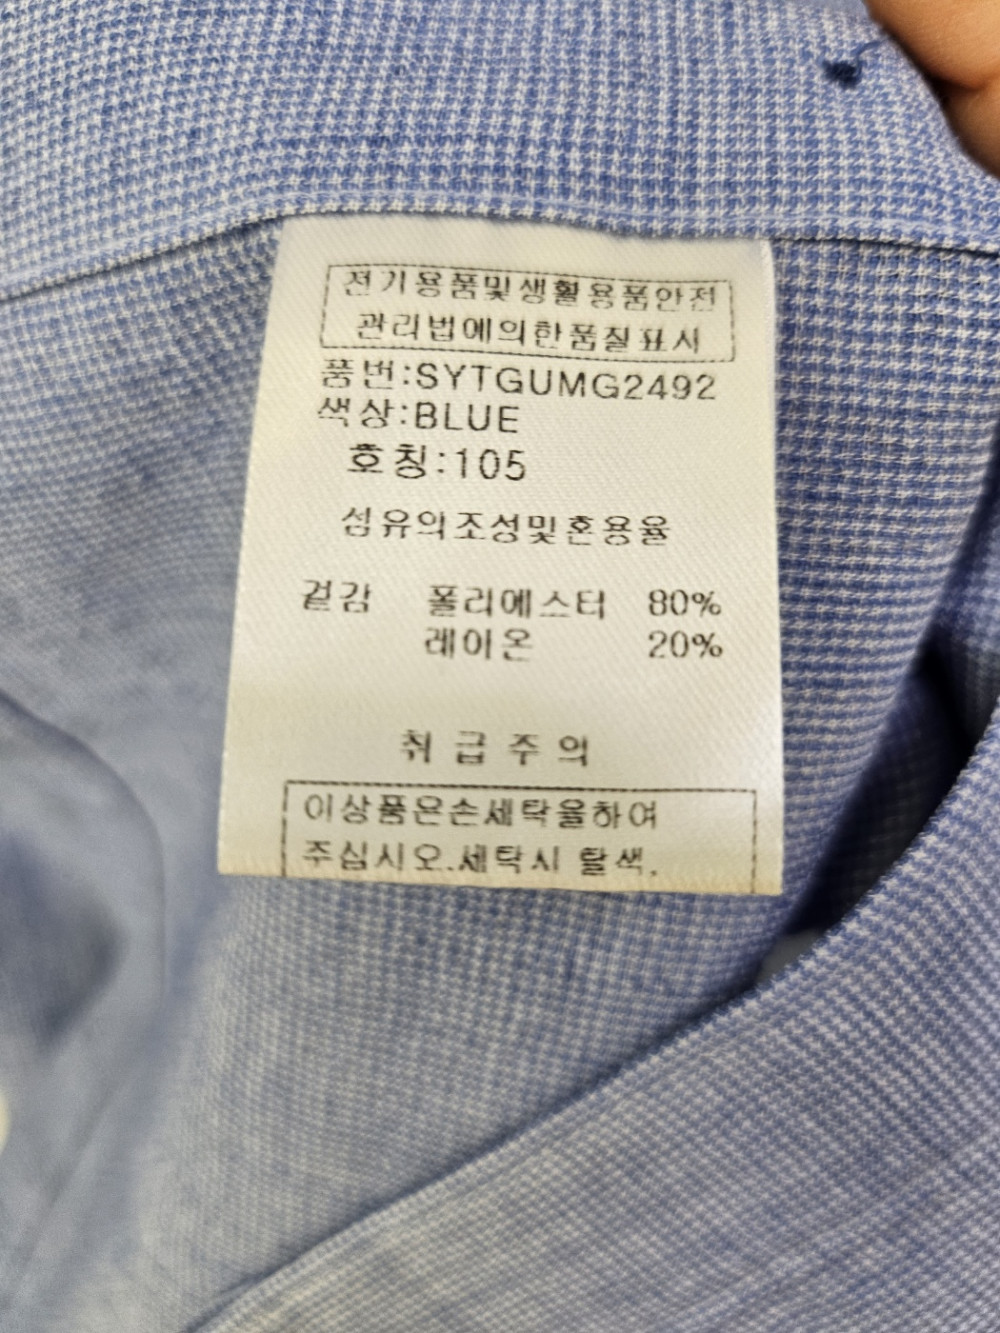 전기용품및생활용품안전
관리법에의한품질표시
품번:SYTGUMG2492
색상:BLUE
호칭:105
섬유의조성및혼용율
겉감 폴리에스터 80%
레이온 20%
취급주의
이상품은손세탁을하여
주십시오.세탁시 탈색,